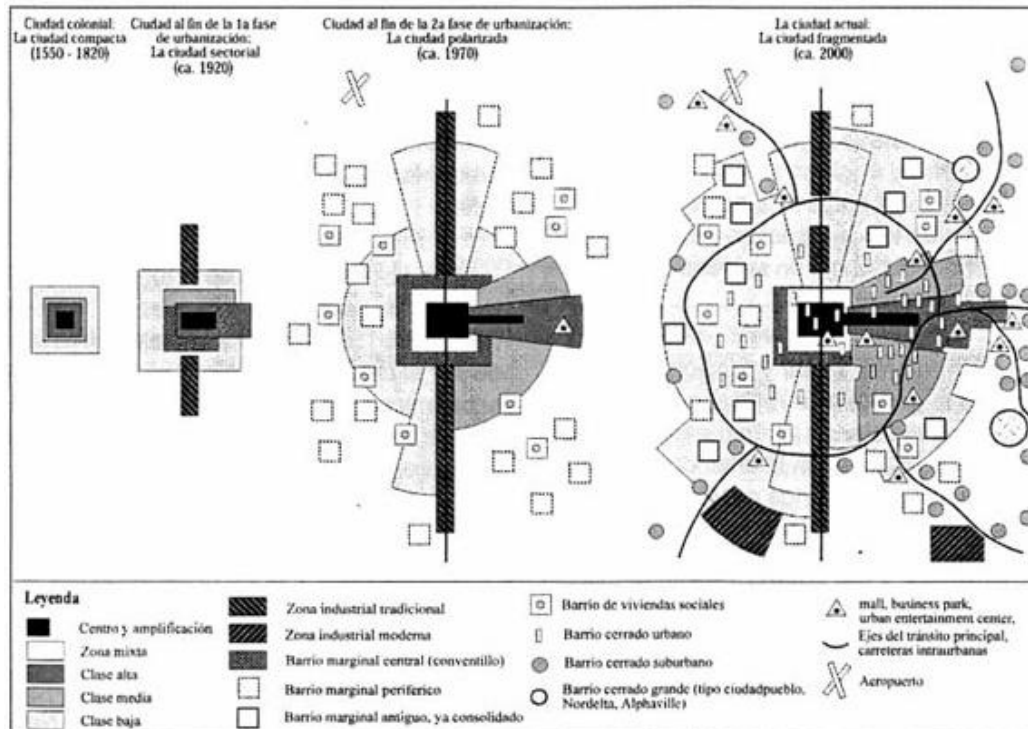 Ciudad colonial:
La ciudad compacta
(1550 - 1820)
Ciudad al fin de la 1a fase
de urbanización:
La ciudad sectorial
(ca. 1920)
Ciudad al fin de la 2a fase de urbanización:
La ciudad polarizada
(ca. 1970)
La ciudad actual:
La ciudad fragmentada
(ca. 2000)
Leyenda
Centro y amplificación
Zona mixta
Clase alta
Clase media
Clase baja
Zona industrial tradicional
Zona industrial moderna
Barrio marginal central (conventillo)
Barrio marginal periférico
Barrio marginal antiguo, ya consolidado
Barrio de viviendas sociales
Barrio cerrado urbano
Barrio cerrado suburbano
Barrio cerrado grande (tipo ciudadpueblo,
Nordelta, Alphaville)
mall, business park,
urban entertainment center,
Ejes del tránsito principal,
carreteras intraurbanas
Aeropuerto